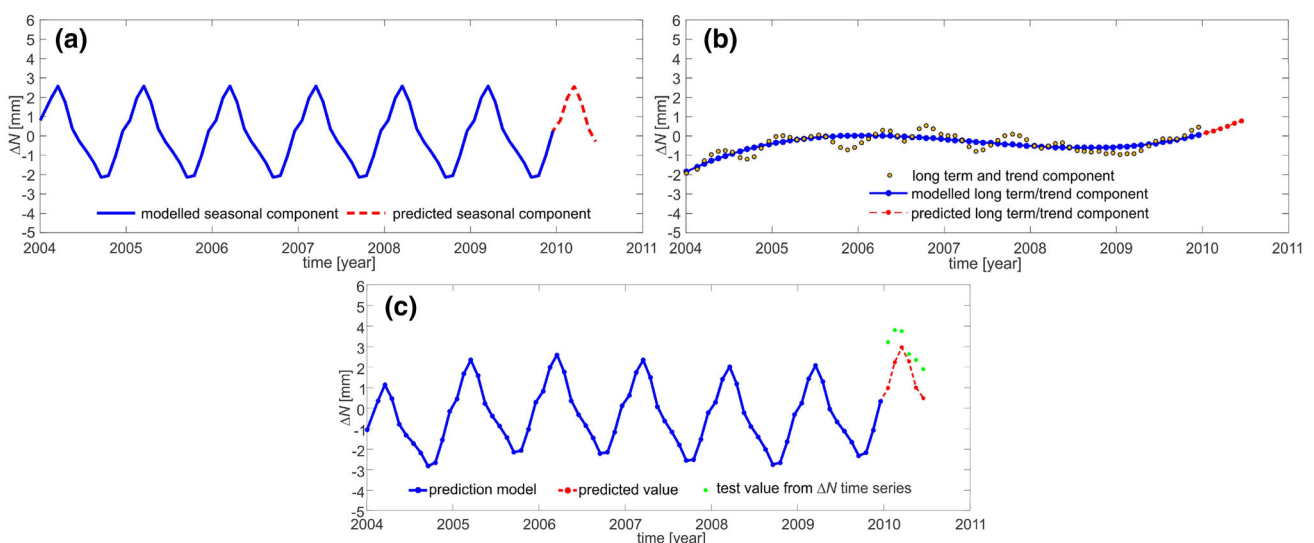 (a)
6
5
4
3
2
1
0
-1
-2
-3
-4
-5
ΔN [mm]
modelled seasonal component
predicted seasonal component
2004 2005 2006 2007 2008 2009 2010 2011
time [year]
(b)
6
5
4
3
2
1
0
-1
-2
-3
-4
-5
ΔN [mm]
long term and trend component
modelled long term/trend component
predicted long term/trend component
2004 2005 2006 2007 2008 2009 2010 2011
time [year]
(c)
6
5
4
3
2
1
0
-1
-2
-3
-4
-5
ΔN [mm]
prediction model
predicted value
test value from ΔN time series
2004 2005 2006 2007 2008 2009 2010 2011
time [year]